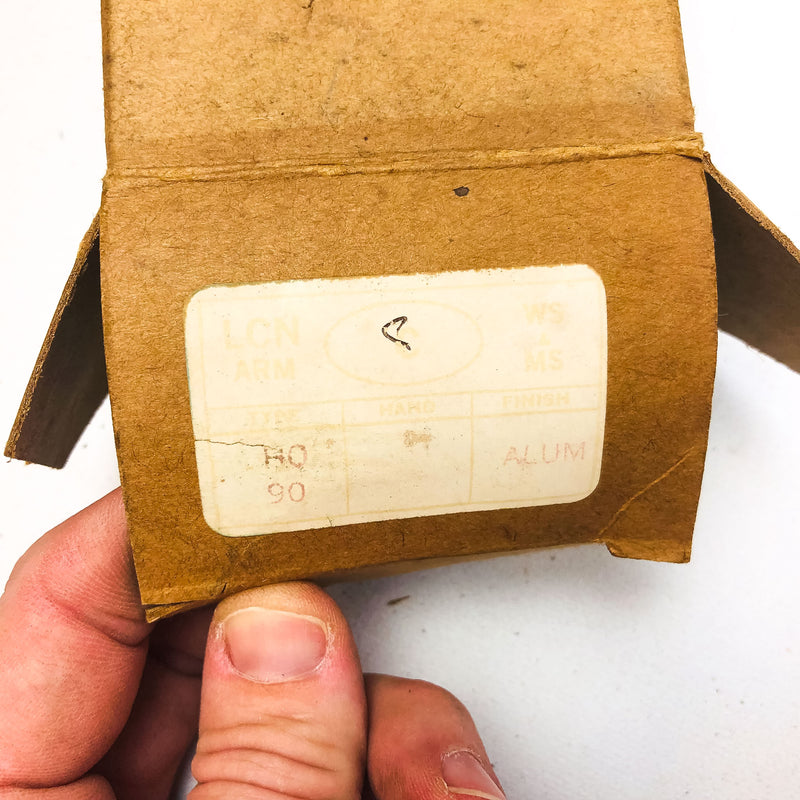 LCN
ARM
WS
&
MS
TYPE
HAND
FINISH
HO
90
ALUM